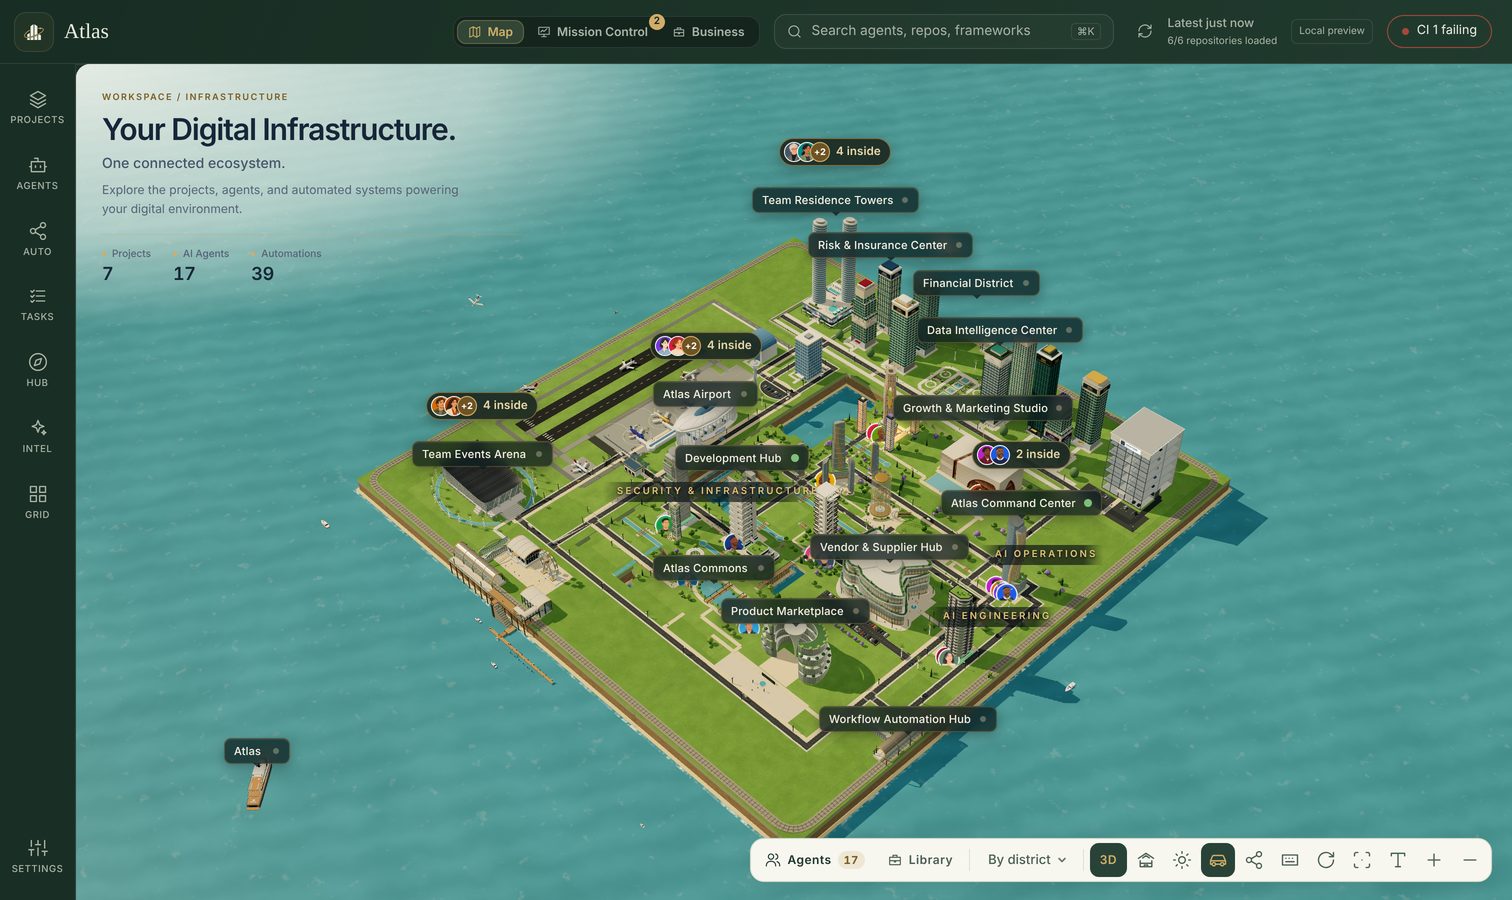 Atlas
Map
Mission Control
2
Business
Search agents, repos, frameworks
⌘K
Latest just now
6/6 repositories loaded
Local preview
CI 1 failing
PROJECTS
AGENTS
AUTO
TASKS
HUB
INTEL
GRID
SETTINGS
WORKSPACE / INFRASTRUCTURE
Your Digital Infrastructure.
One connected ecosystem.
Explore the projects, agents, and automated systems powering
your digital environment.
Projects
AI Agents
Automations
7
17
39
+2
4 inside
Team Residence Towers
Risk & Insurance Center
Financial District
Data Intelligence Center
+2
4 inside
Atlas Airport
+2
4 inside
Growth & Marketing Studio
Team Events Arena
Development Hub
2 inside
SECURITY & INFRASTRUCTURE
Atlas Command Center
Vendor & Supplier Hub
AI OPERATIONS
Atlas Commons
Product Marketplace
AI ENGINEERING
Workflow Automation Hub
Atlas
Agents
17
Library
By district
3D